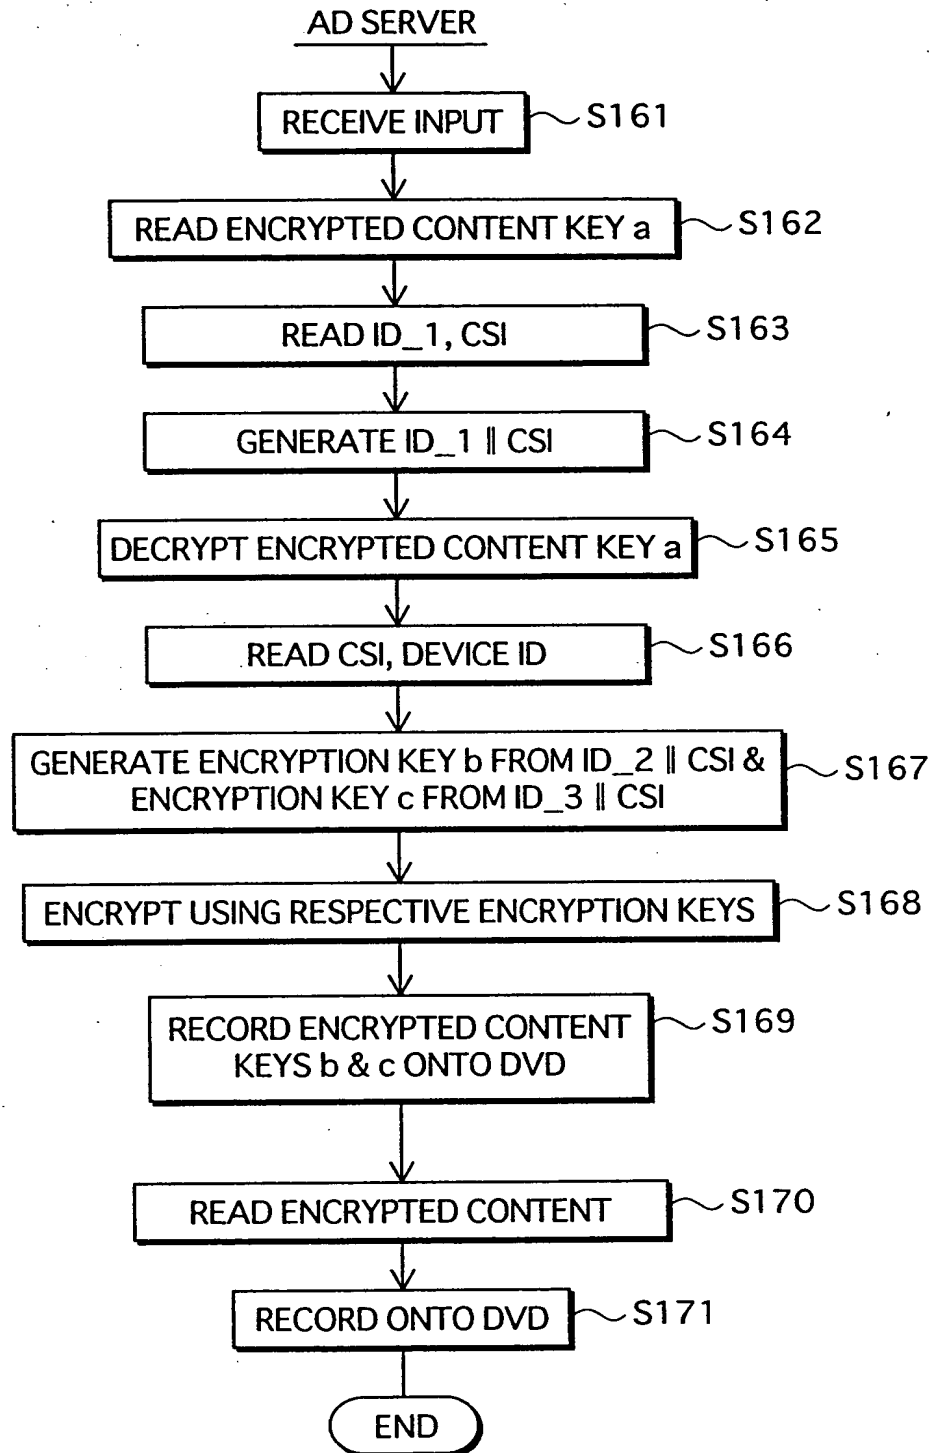 AD SERVER
RECEIVE INPUT
S161
READ ENCRYPTED CONTENT KEY a
S162
READ ID_1, CSI
S163
GENERATE ID_1 || CSI
S164
DECRYPT ENCRYPTED CONTENT KEY a
S165
READ CSI, DEVICE ID
S166
GENERATE ENCRYPTION KEY b FROM ID_2 || CSI &
ENCRYPTION KEY c FROM ID_3 || CSI
S167
ENCRYPT USING RESPECTIVE ENCRYPTION KEYS
S168
RECORD ENCRYPTED CONTENT
KEYS b & c ONTO DVD
S169
READ ENCRYPTED CONTENT
S170
RECORD ONTO DVD
S171
END